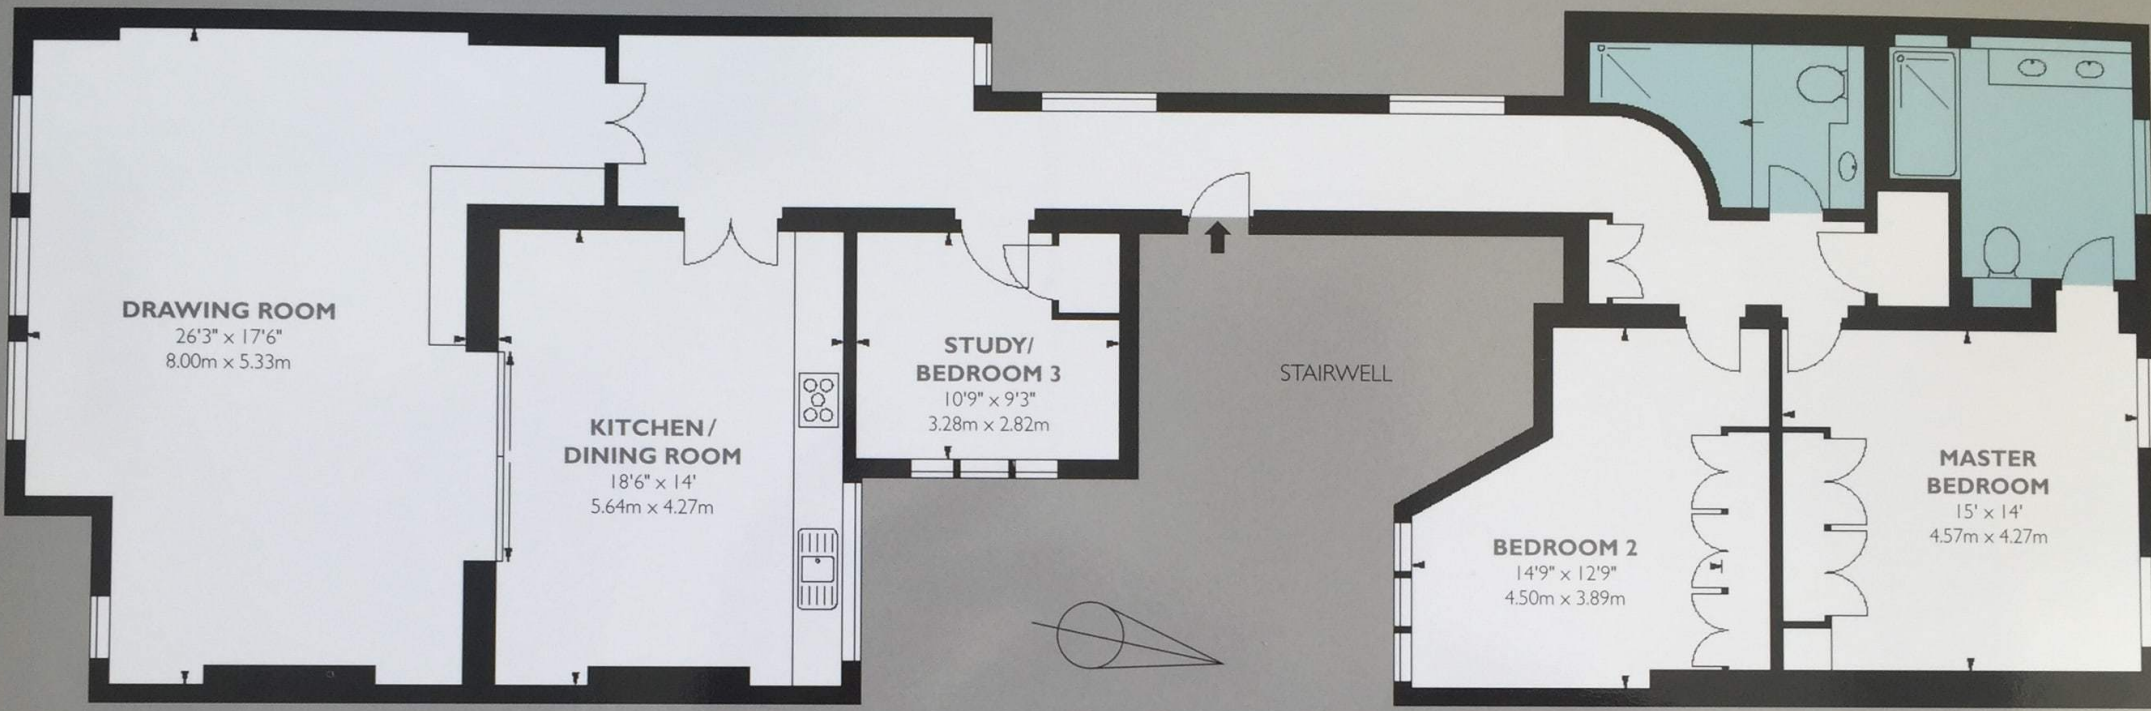 DRAWING ROOM
26'3" x 17'6"
8.00m x 5.33m
KITCHEN/
DINING ROOM
18'6" x 14'
5.64m x 4.27m
STUDY/
BEDROOM 3
10'9" x 9'3"
3.28m x 2.82m
STAIRWELL
BEDROOM 2
14'9" x 12'9"
4.50m x 3.89m
MASTER
BEDROOM
15' x 14'
4.57m x 4.27m